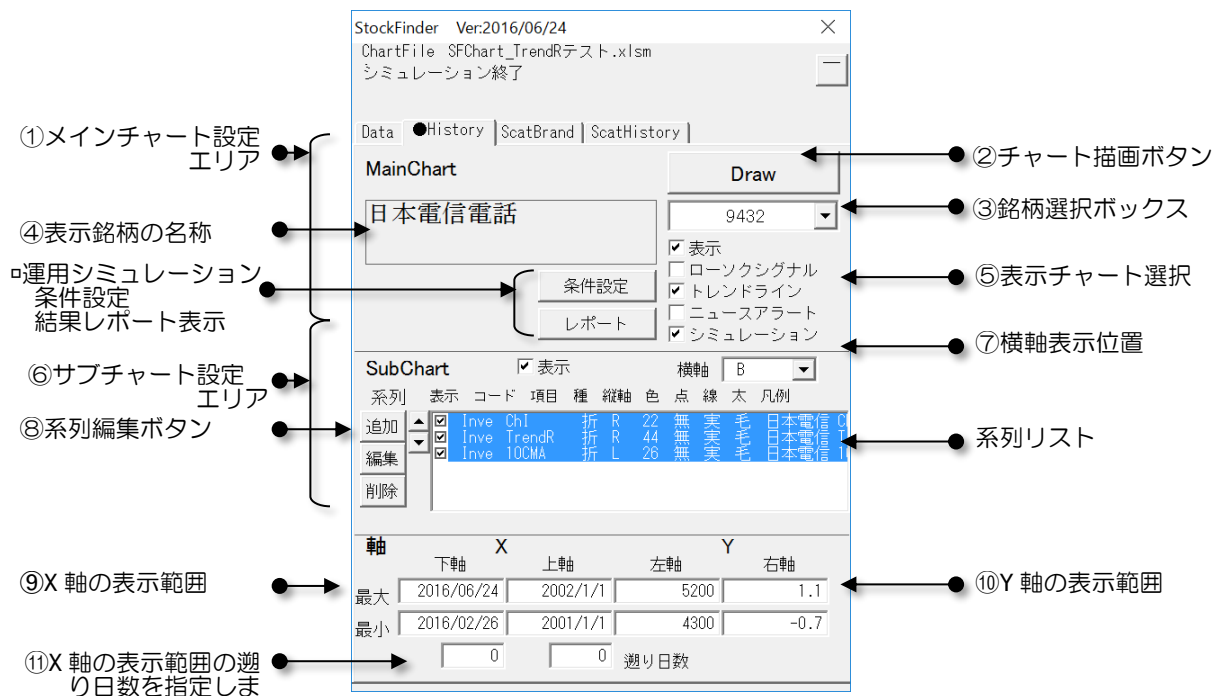 StockFinder Ver:2016/06/24
ChartFile SFChart_TrendRテスト.xlsm
シミュレーション終了
Data ●History ScatBrand ScatHistory
①メインチャート設定
エリア
MainChart
Draw
②チャート描画ボタン
日本電信電話
9432
③銘柄選択ボックス
④表示銘柄の名称
表示
ローソクシグナル
トレンドライン
ニュースアラート
シミュレーション
⑤表示チャート選択
運用シミュレーション
条件設定
結果レポート表示
条件設定
レポート
⑦横軸表示位置
⑥サブチャート設定
エリア
SubChart 表示 横軸 B
系列 表示 コード 項目 種 縦軸 色 点 線 太 凡例
⑧系列編集ボタン
追加
編集
削除
Inve ChI 折 R 22 無 実 毛 日本電信
Inve TrendR 折 R 44 無 実 毛 日本電信
Inve 10CMA 折 L 26 無 実 毛 日本電信
系列リスト
軸 X Y
下軸 上軸 左軸 右軸
⑨X 軸の表示範囲
最大 2016/06/24 2002/1/1 5200 1.1
最小 2016/02/26 2001/1/1 4300 -0.7
⑩Y 軸の表示範囲
0 0 遡り日数
⑪X 軸の表示範囲の遡
り日数を指定しま